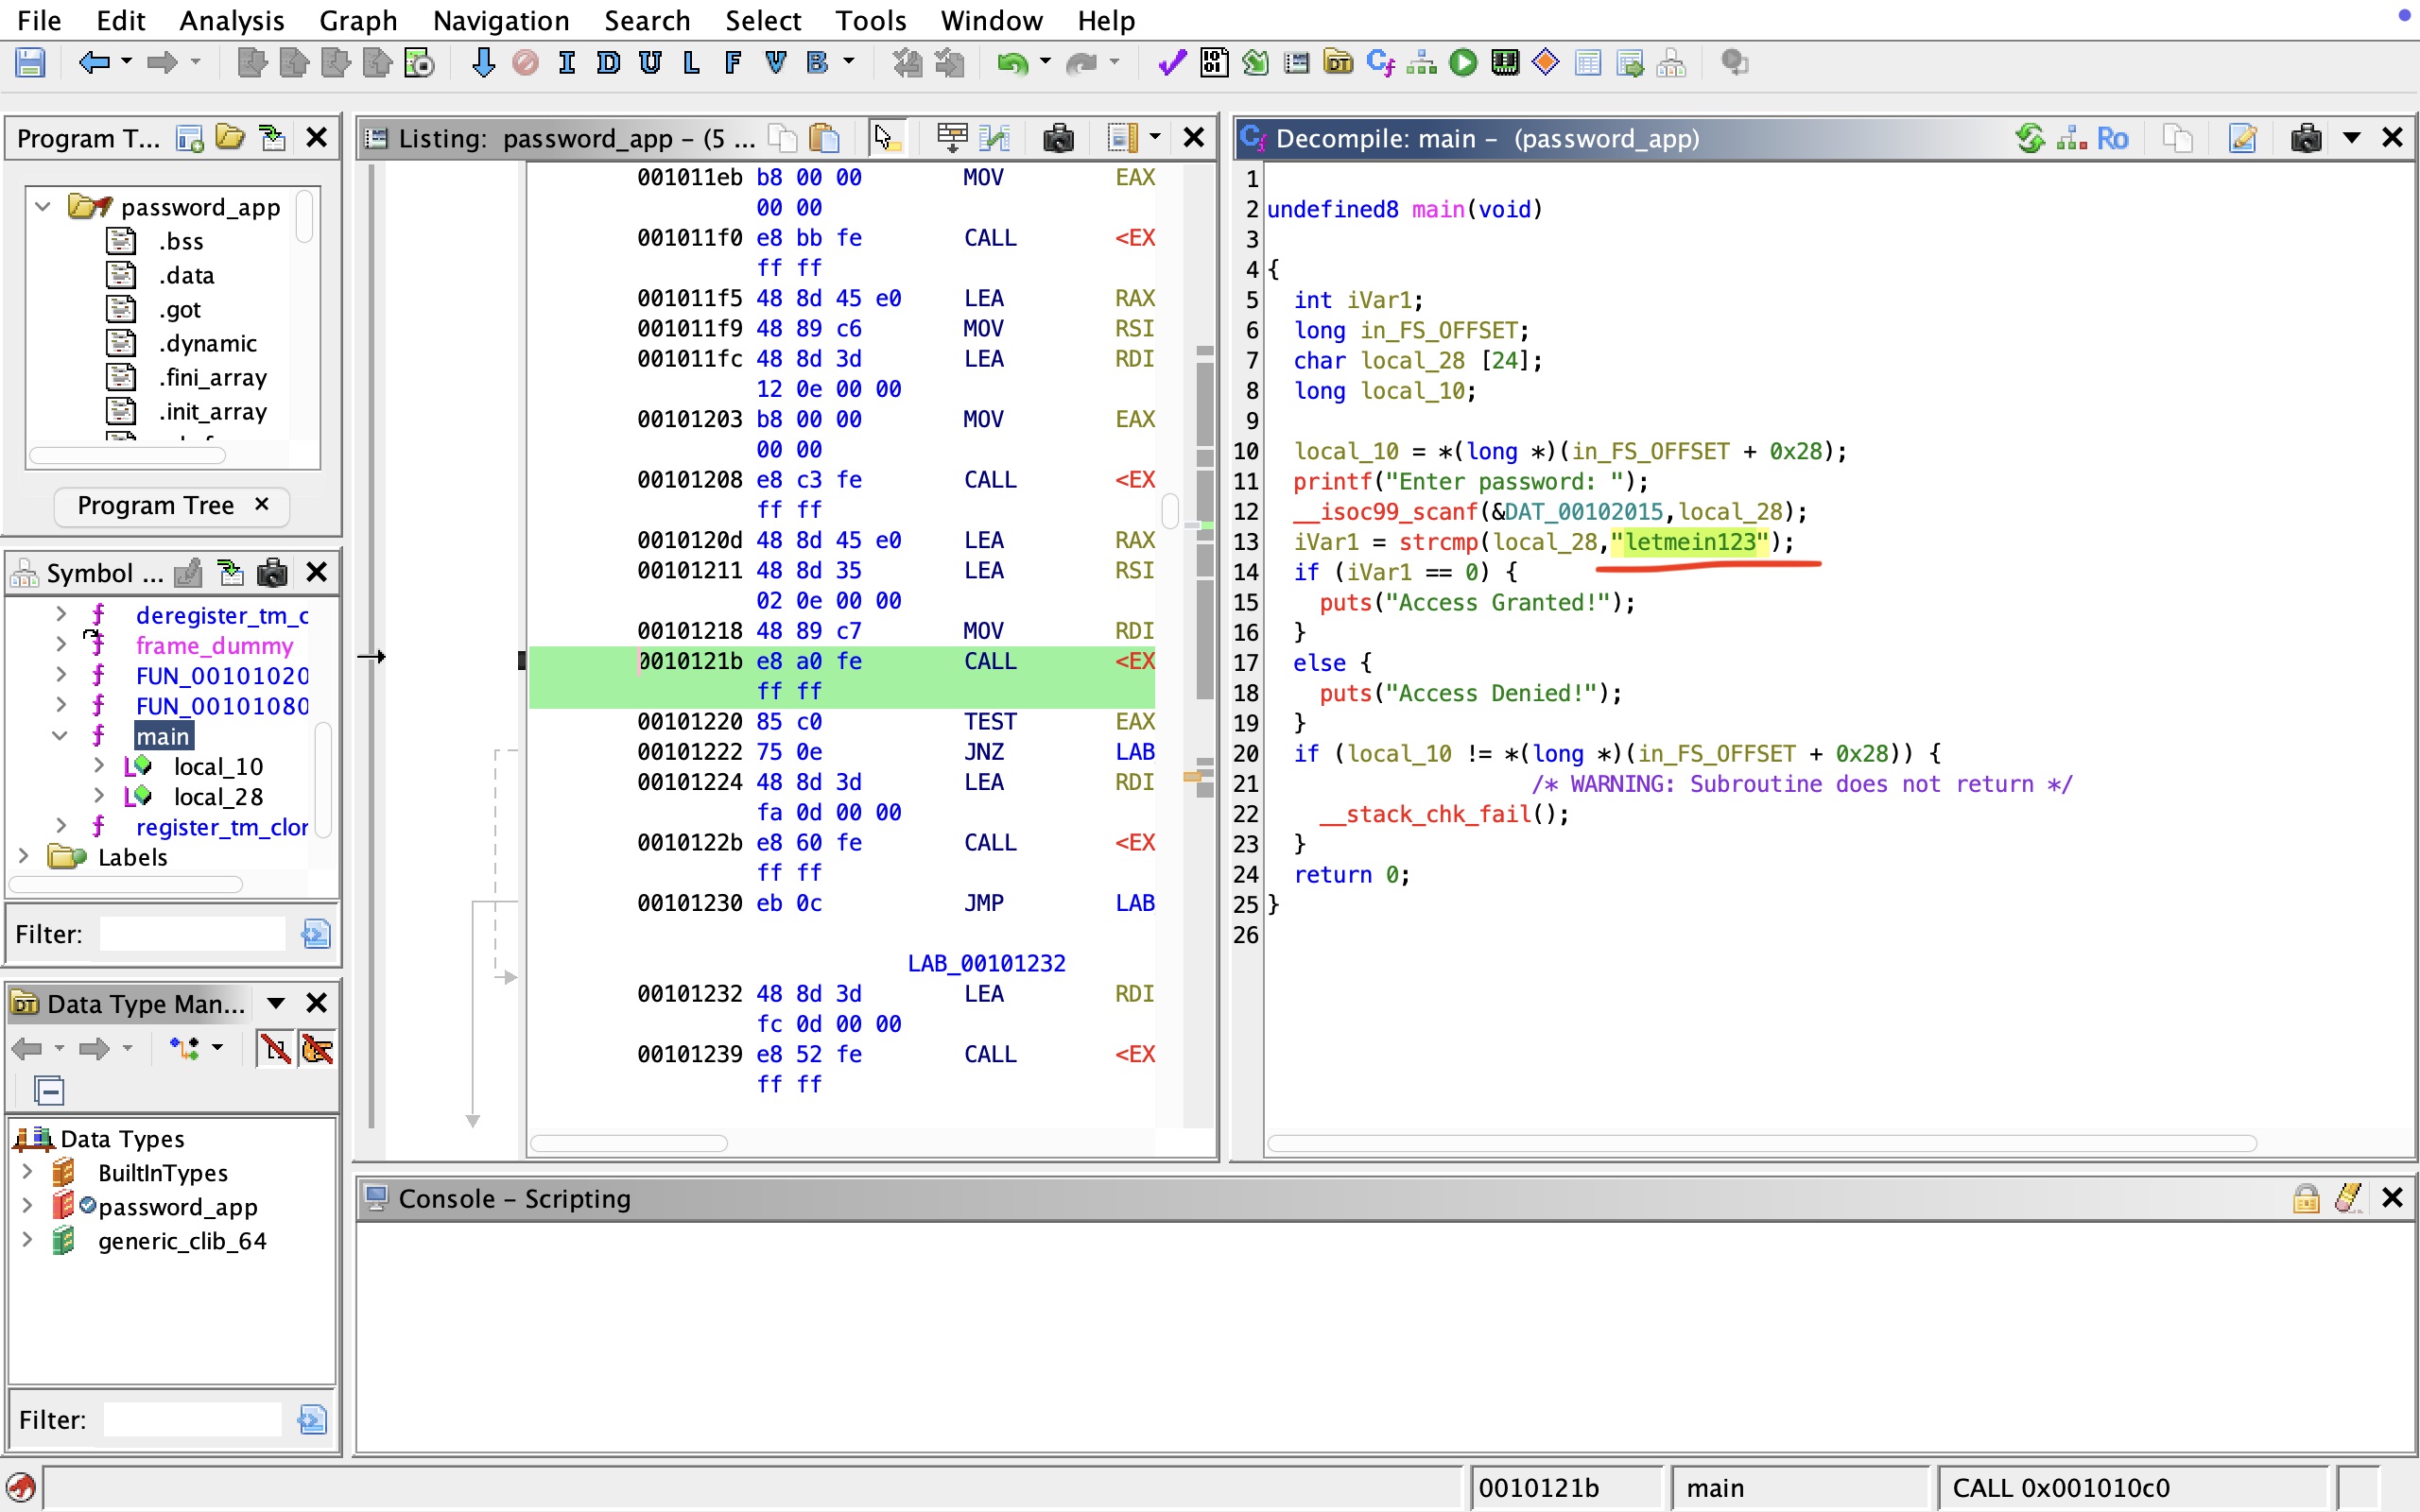 File Edit Analysis Graph Navigation Search Select Tools Window Help
I D U L F V B
Program T...
password_app
.bss
.data
.got
.dynamic
.fini_array
.init_array
Program Tree ×
Symbol ...
deregister_tm_c
frame_dummy
FUN_00101020
FUN_00101080
main
local_10
local_28
register_tm_clor
Labels
Filter:
Data Type Man...
Data Types
BuiltInTypes
password_app
generic_clib_64
Filter:
Listing: password_app – (5 ...
001011eb b8 00 00 MOV EAX
00 00
001011f0 e8 bb fe CALL <EX
ff ff
001011f5 48 8d 45 e0 LEA RAX
001011f9 48 89 c6 MOV RSI
001011fc 48 8d 3d LEA RDI
12 0e 00 00
00101203 b8 00 00 MOV EAX
00 00
00101208 e8 c3 fe CALL <EX
ff ff
0010120d 48 8d 45 e0 LEA RAX
00101211 48 8d 35 LEA RSI
02 0e 00 00
00101218 48 89 c7 MOV RDI
0010121b e8 a0 fe CALL <EX
ff ff
00101220 85 c0 TEST EAX
00101222 75 0e JNZ LAB
00101224 48 8d 3d LEA RDI
fa 0d 00 00
0010122b e8 60 fe CALL <EX
ff ff
00101230 eb 0c JMP LAB
LAB_00101232
00101232 48 8d 3d LEA RDI
fc 0d 00 00
00101239 e8 52 fe CALL <EX
ff ff
Decompile: main – (password_app)
Ro
1
2 undefined8 main(void)
3
4 {
5 int iVar1;
6 long in_FS_OFFSET;
7 char local_28 [24];
8 long local_10;
9
10 local_10 = *(long *)(in_FS_OFFSET + 0x28);
11 printf("Enter password: ");
12 __isoc99_scanf(&DAT_00102015,local_28);
13 iVar1 = strcmp(local_28,"letmein123");
14 if (iVar1 == 0) {
15 puts("Access Granted!");
16 }
17 else {
18 puts("Access Denied!");
19 }
20 if (local_10 != *(long *)(in_FS_OFFSET + 0x28)) {
21 /* WARNING: Subroutine does not return */
22 __stack_chk_fail();
23 }
24 return 0;
25 }
26
Console – Scripting
0010121b main CALL 0x001010c0